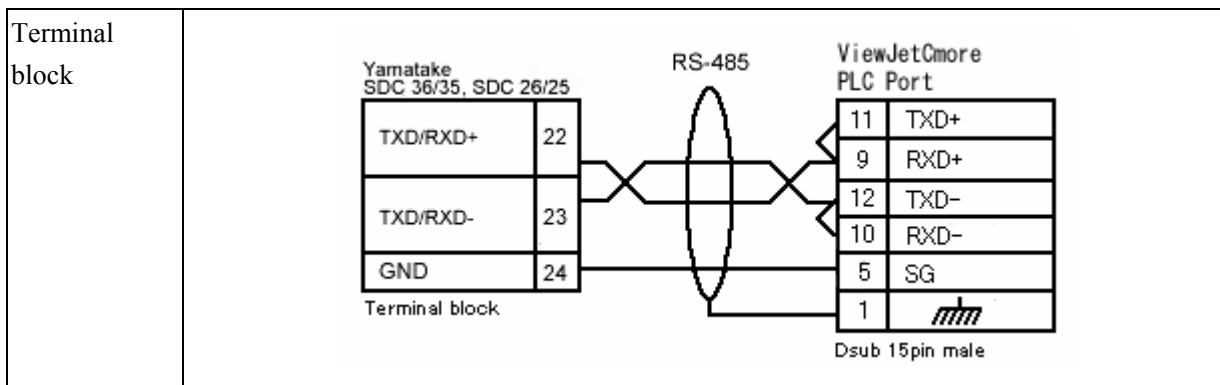 Terminal
block
Yamatake
SDC 36/35, SDC 26/25
RS-485
ViewJetCmore
PLC Port
TXD/RXD+ 22
TXD/RXD- 23
GND 24
Terminal block
11 TXD+
9 RXD+
12 TXD-
10 RXD-
5 SG
1
Dsub 15pin male